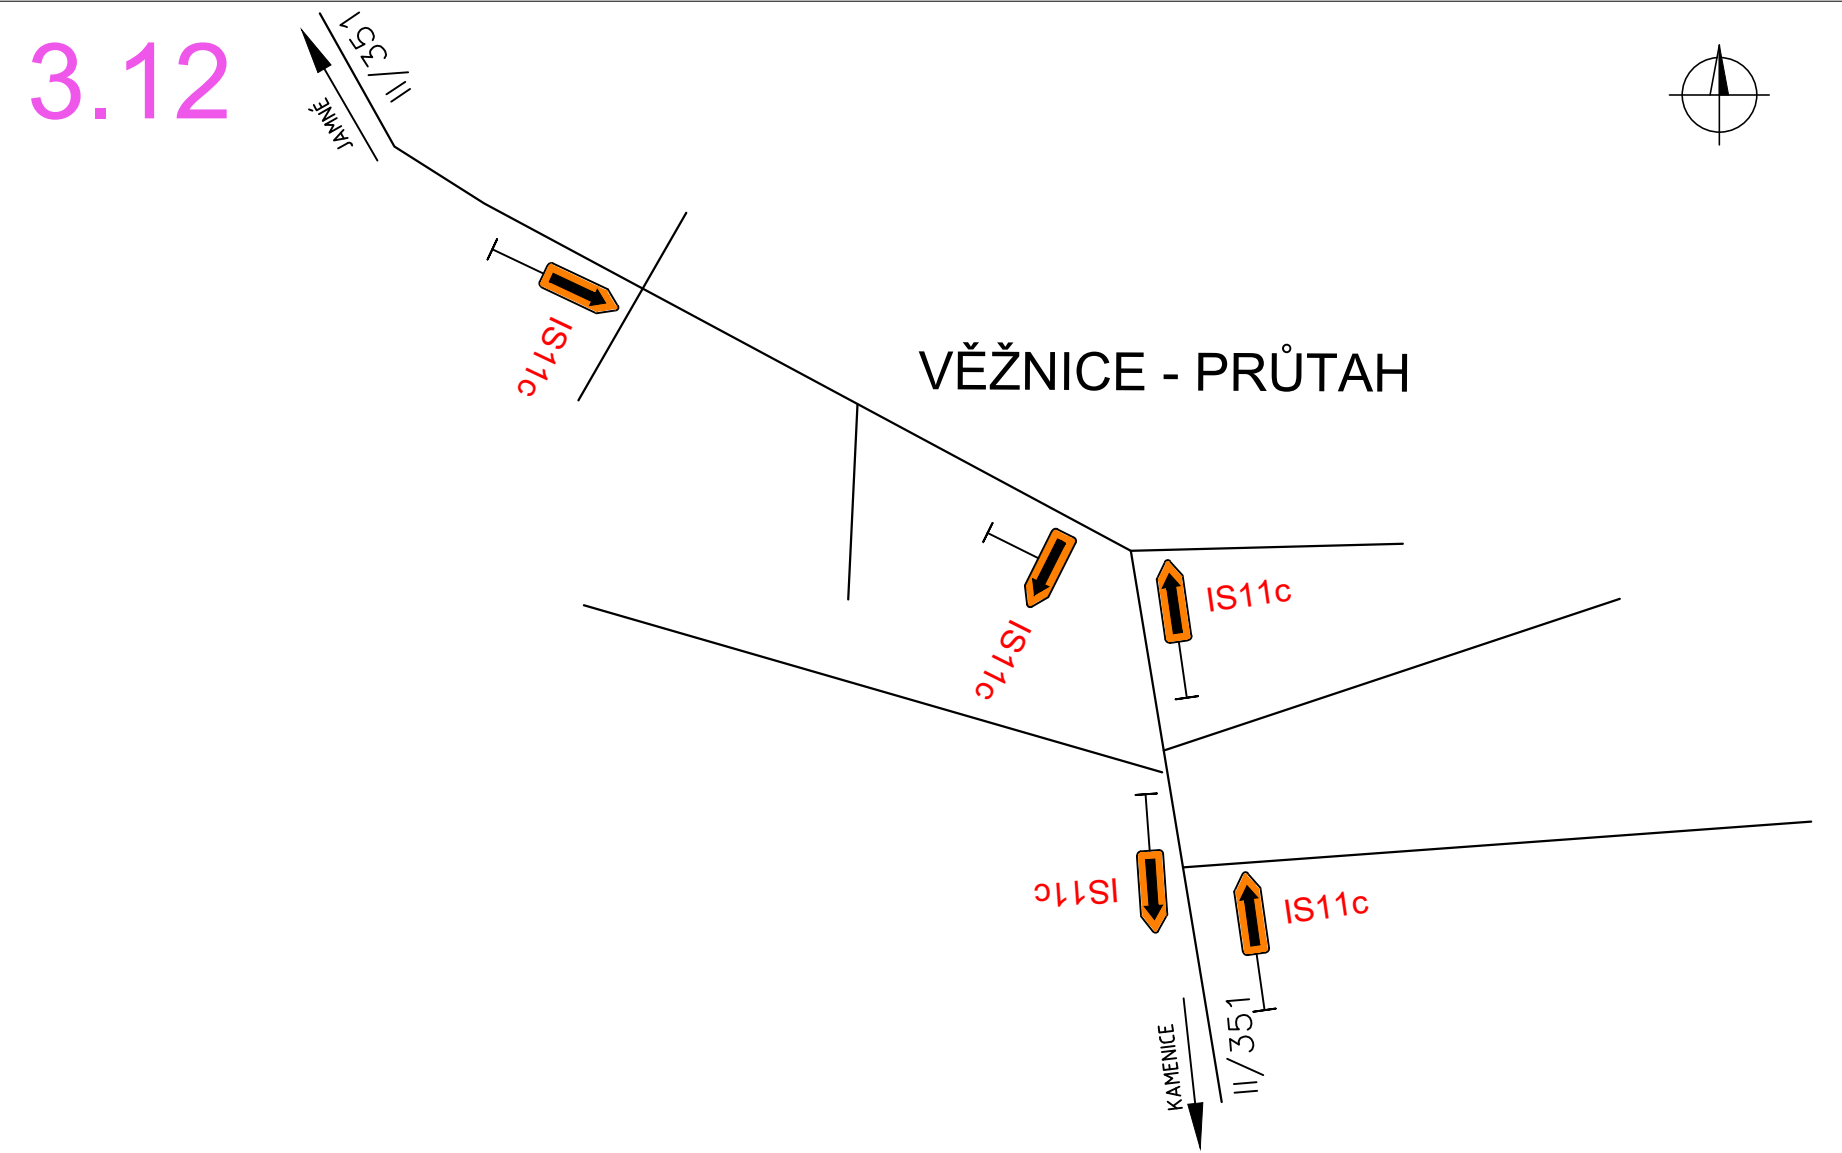 3.12
II/351
JAMNÉ
IS11c
VĚŽNICE - PRŮTAH
IS11c
IS11c
IS11c
IS11c
KAMENICE
II/351